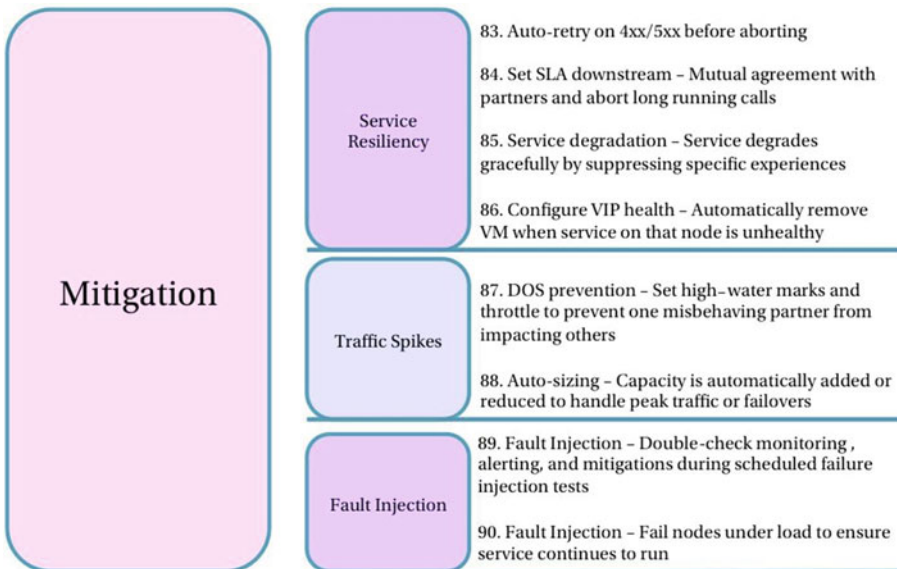 Mitigation
Service
Resiliency
83. Auto-retry on 4xx/5xx before aborting
84. Set SLA downstream – Mutual agreement with
partners and abort long running calls
85. Service degradation – Service degrades
gracefully by suppressing specific experiences
86. Configure VIP health – Automatically remove
VM when service on that node is unhealthy
Traffic Spikes
87. DOS prevention – Set high–water marks and
throttle to prevent one misbehaving partner from
impacting others
88. Auto-sizing – Capacity is automatically added or
reduced to handle peak traffic or failovers
Fault Injection
89. Fault Injection – Double-check monitoring ,
alerting, and mitigations during scheduled failure
injection tests
90. Fault Injection – Fail nodes under load to ensure
service continues to run